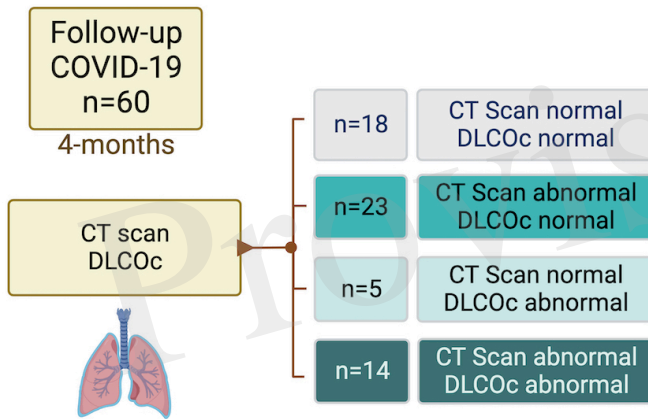 Follow-up
COVID-19
n=60
4-months
CT scan
DLCOc
n=18
CT Scan normal
DLCOc normal
n=23
CT Scan abnormal
DLCOc normal
n=5
CT Scan normal
DLCOc abnormal
n=14
CT Scan abnormal
DLCOc abnormal
Provis